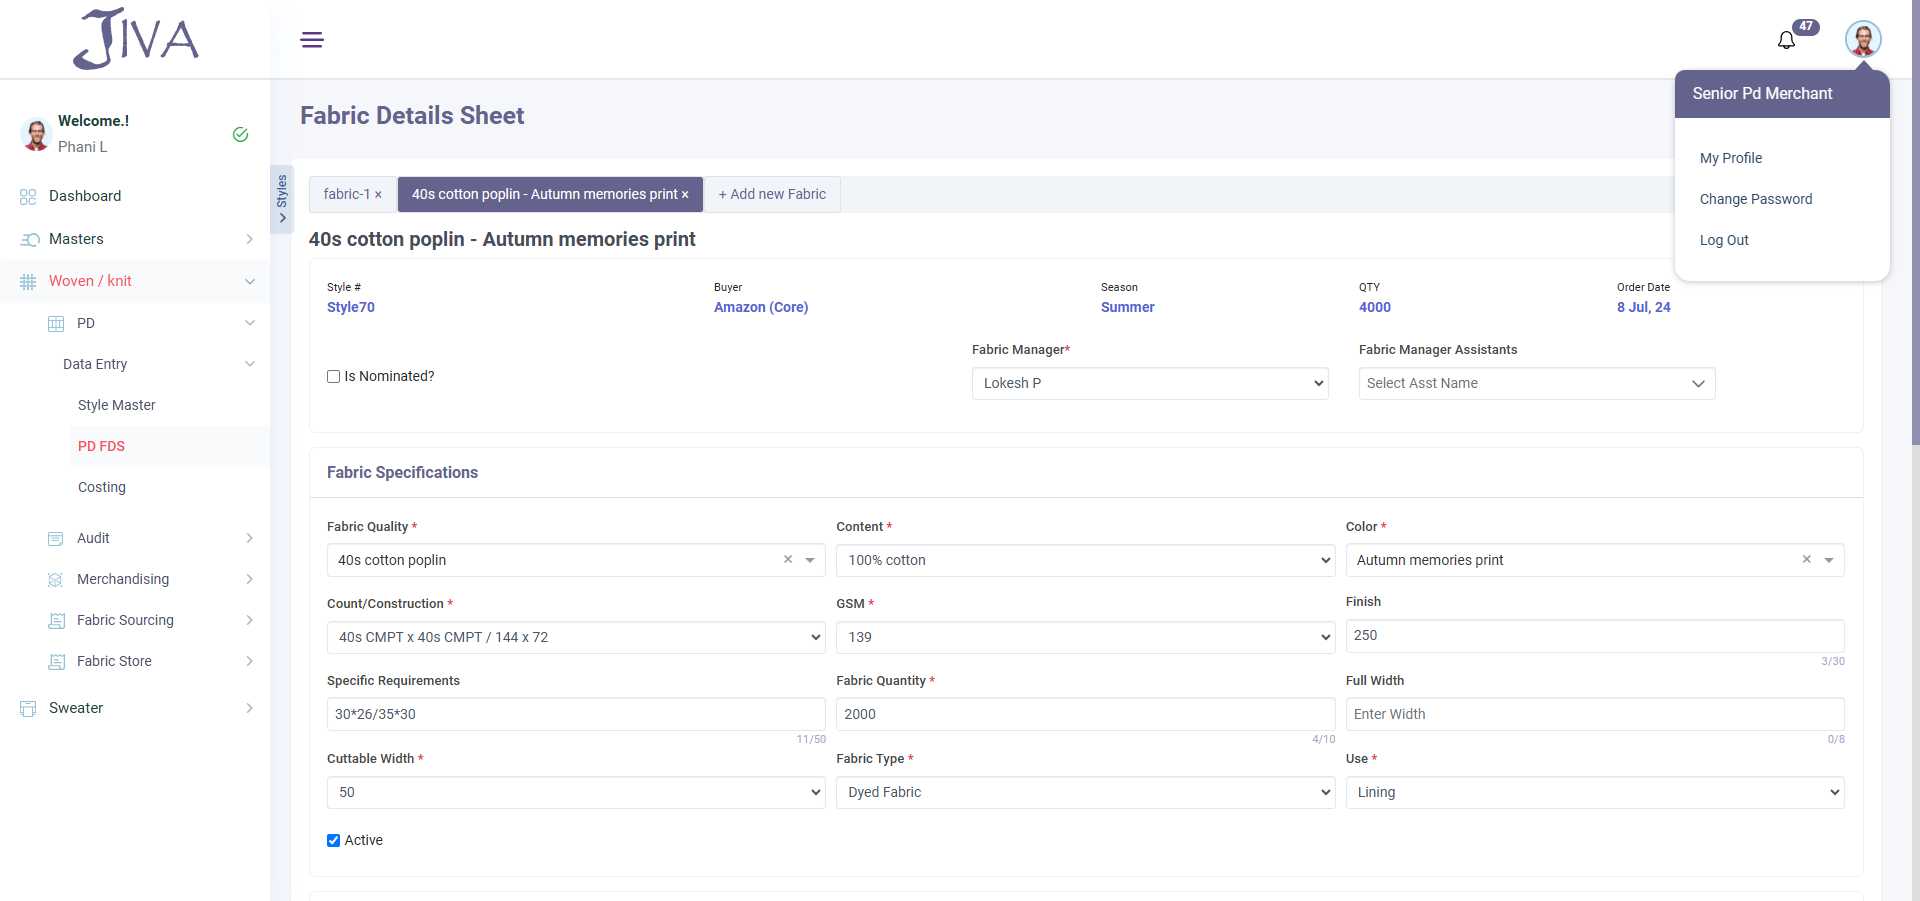 JIVA
47
Senior Pd Merchant
My Profile
Change Password
Log Out
Welcome.!
Phani L
Dashboard
Masters
Woven / knit
PD
Data Entry
Style Master
PD FDS
Costing
Audit
Merchandising
Fabric Sourcing
Fabric Store
Sweater
Styles
Fabric Details Sheet
fabric-1 × 40s cotton poplin - Autumn memories print × + Add new Fabric
40s cotton poplin - Autumn memories print
Style # Buyer Season QTY Order Date
Style70 Amazon (Core) Summer 4000 8 Jul, 24
Fabric Manager* Fabric Manager Assistants
Is Nominated? Lokesh P Select Asst Name
Fabric Specifications
Fabric Quality * Content * Color *
40s cotton poplin × 100% cotton Autumn memories print ×
Count/Construction * GSM * Finish
40s CMPT x 40s CMPT / 144 x 72 139 250
3/30
Specific Requirements Fabric Quantity * Full Width
30*26/35*30 2000 Enter Width
11/50 4/10 0/8
Cuttable Width * Fabric Type * Use *
50 Dyed Fabric Lining
Active